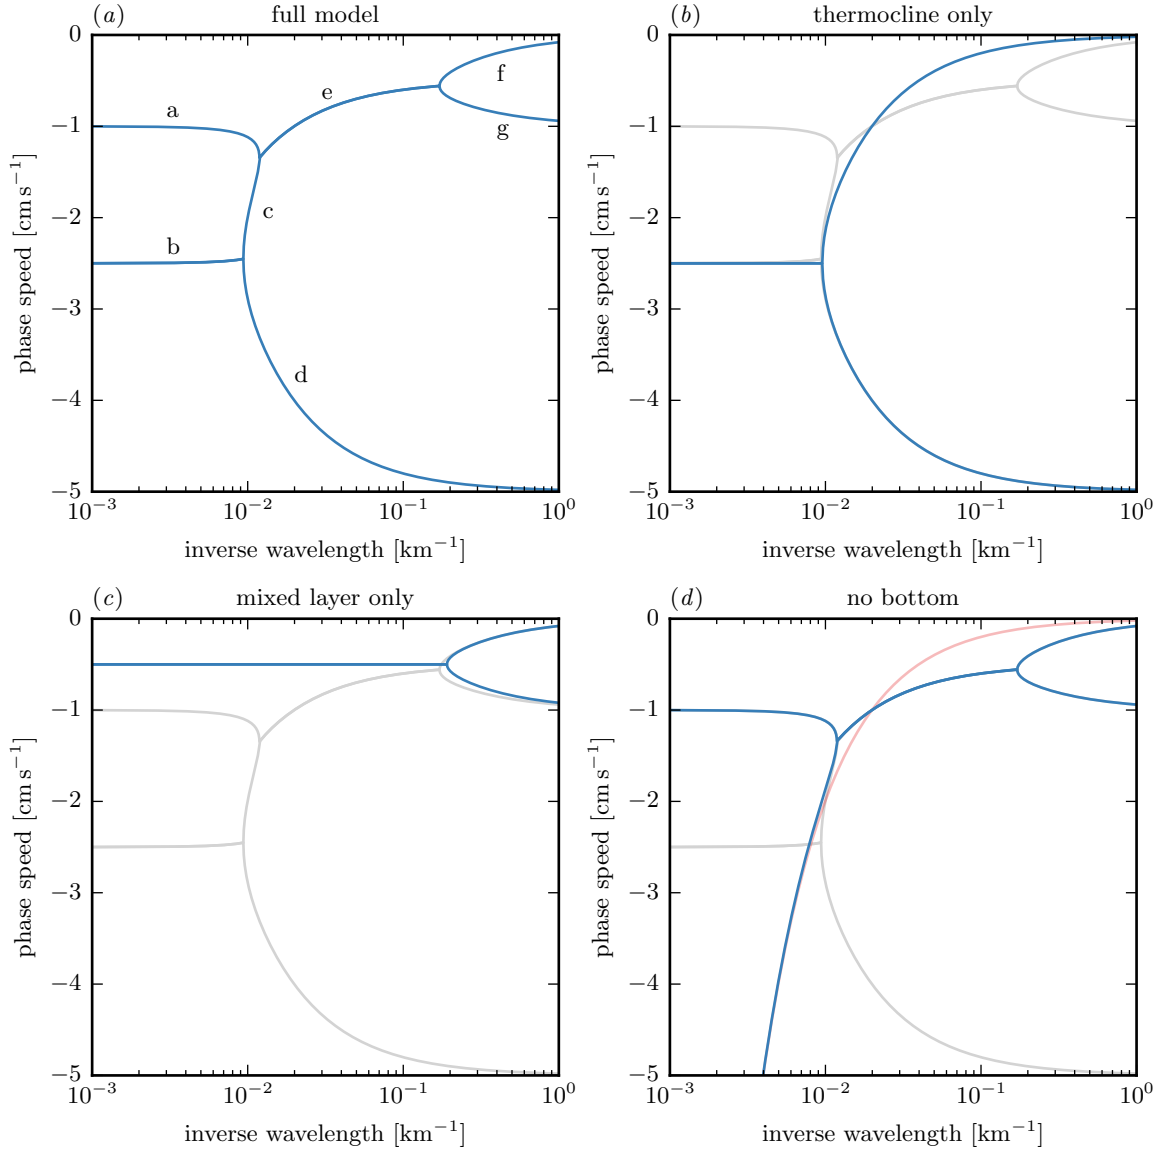 (a) full model
0
−1
−2
−3
−4
−5
phase speed [cm s⁻¹]
a
b
c
d
e
f
g
10⁻³ 10⁻² 10⁻¹ 10⁰
inverse wavelength [km⁻¹]
(b) thermocline only
0
−1
−2
−3
−4
−5
phase speed [cm s⁻¹]
10⁻³ 10⁻² 10⁻¹ 10⁰
inverse wavelength [km⁻¹]
(c) mixed layer only
0
−1
−2
−3
−4
−5
phase speed [cm s⁻¹]
10⁻³ 10⁻² 10⁻¹ 10⁰
inverse wavelength [km⁻¹]
(d) no bottom
0
−1
−2
−3
−4
−5
phase speed [cm s⁻¹]
10⁻³ 10⁻² 10⁻¹ 10⁰
inverse wavelength [km⁻¹]